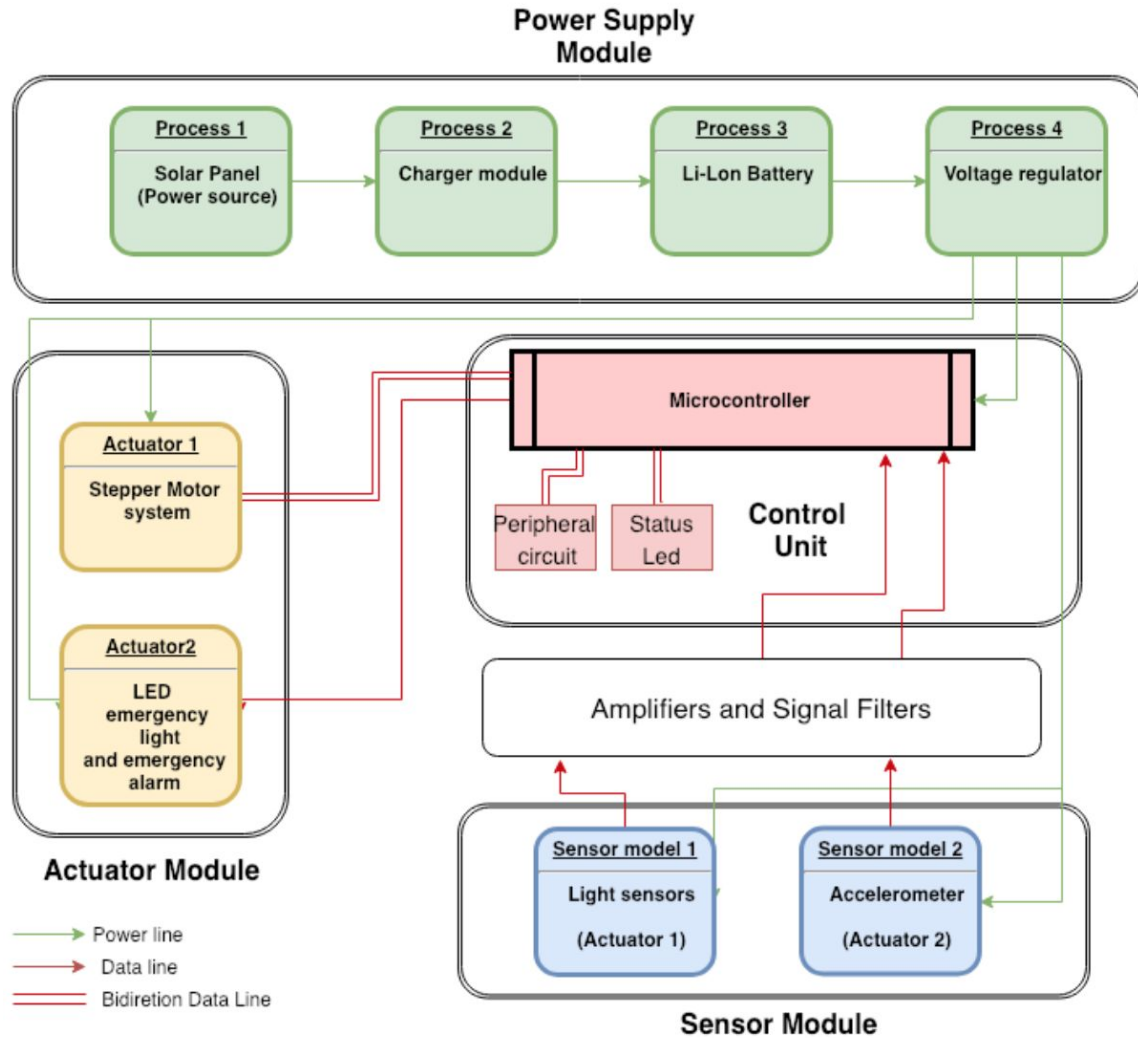 Power Supply
Module
Process 1
Solar Panel
(Power source)
Process 2
Charger module
Process 3
Li-Lon Battery
Process 4
Voltage regulator
Microcontroller
Peripheral
circuit
Status
Led
Control
Unit
Actuator 1
Stepper Motor
system
Actuator2
LED
emergency
light
and emergency
alarm
Actuator Module
Amplifiers and Signal Filters
Sensor model 1
Light sensors
(Actuator 1)
Sensor model 2
Accelerometer
(Actuator 2)
Sensor Module
Power line
Data line
Bidiretion Data Line